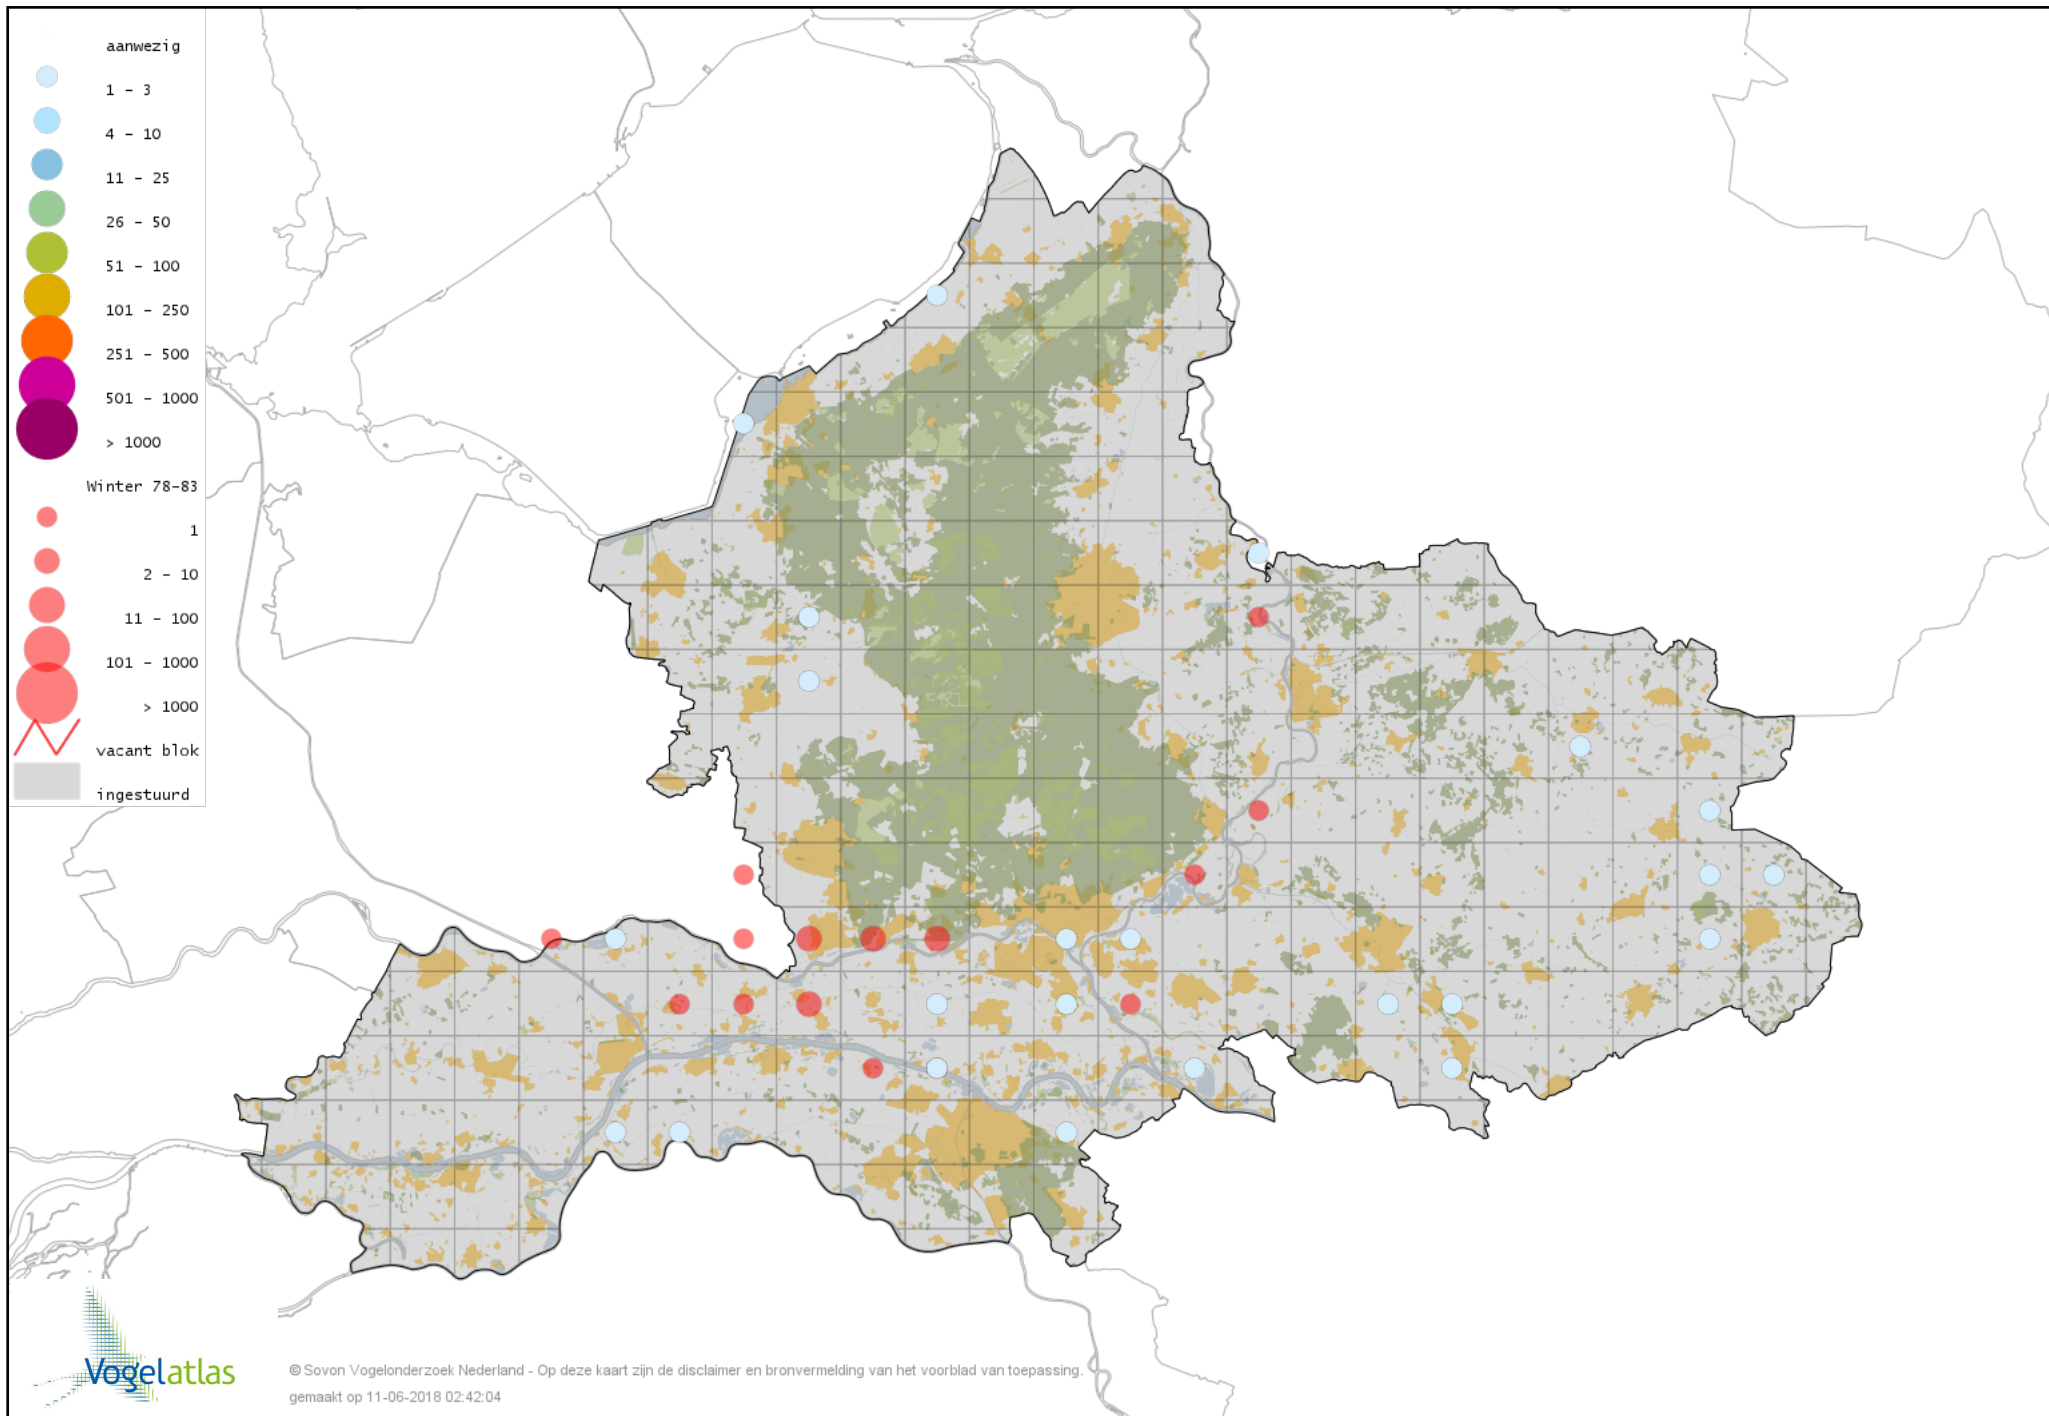 aanwezig
1 - 3
4 - 10
11 - 25
26 - 50
51 - 100
101 - 250
251 - 500
501 - 1000
> 1000
Winter 78-83
1
2 - 10
11 - 100
101 - 1000
> 1000
vacant blok
ingestuurd
Vogelatlas
© Sovon Vogelonderzoek Nederland - Op deze kaart zijn de disclaimer en bronvermelding van het voorblad van toepassing.
gemaakt op 11-06-2018 02:42:04